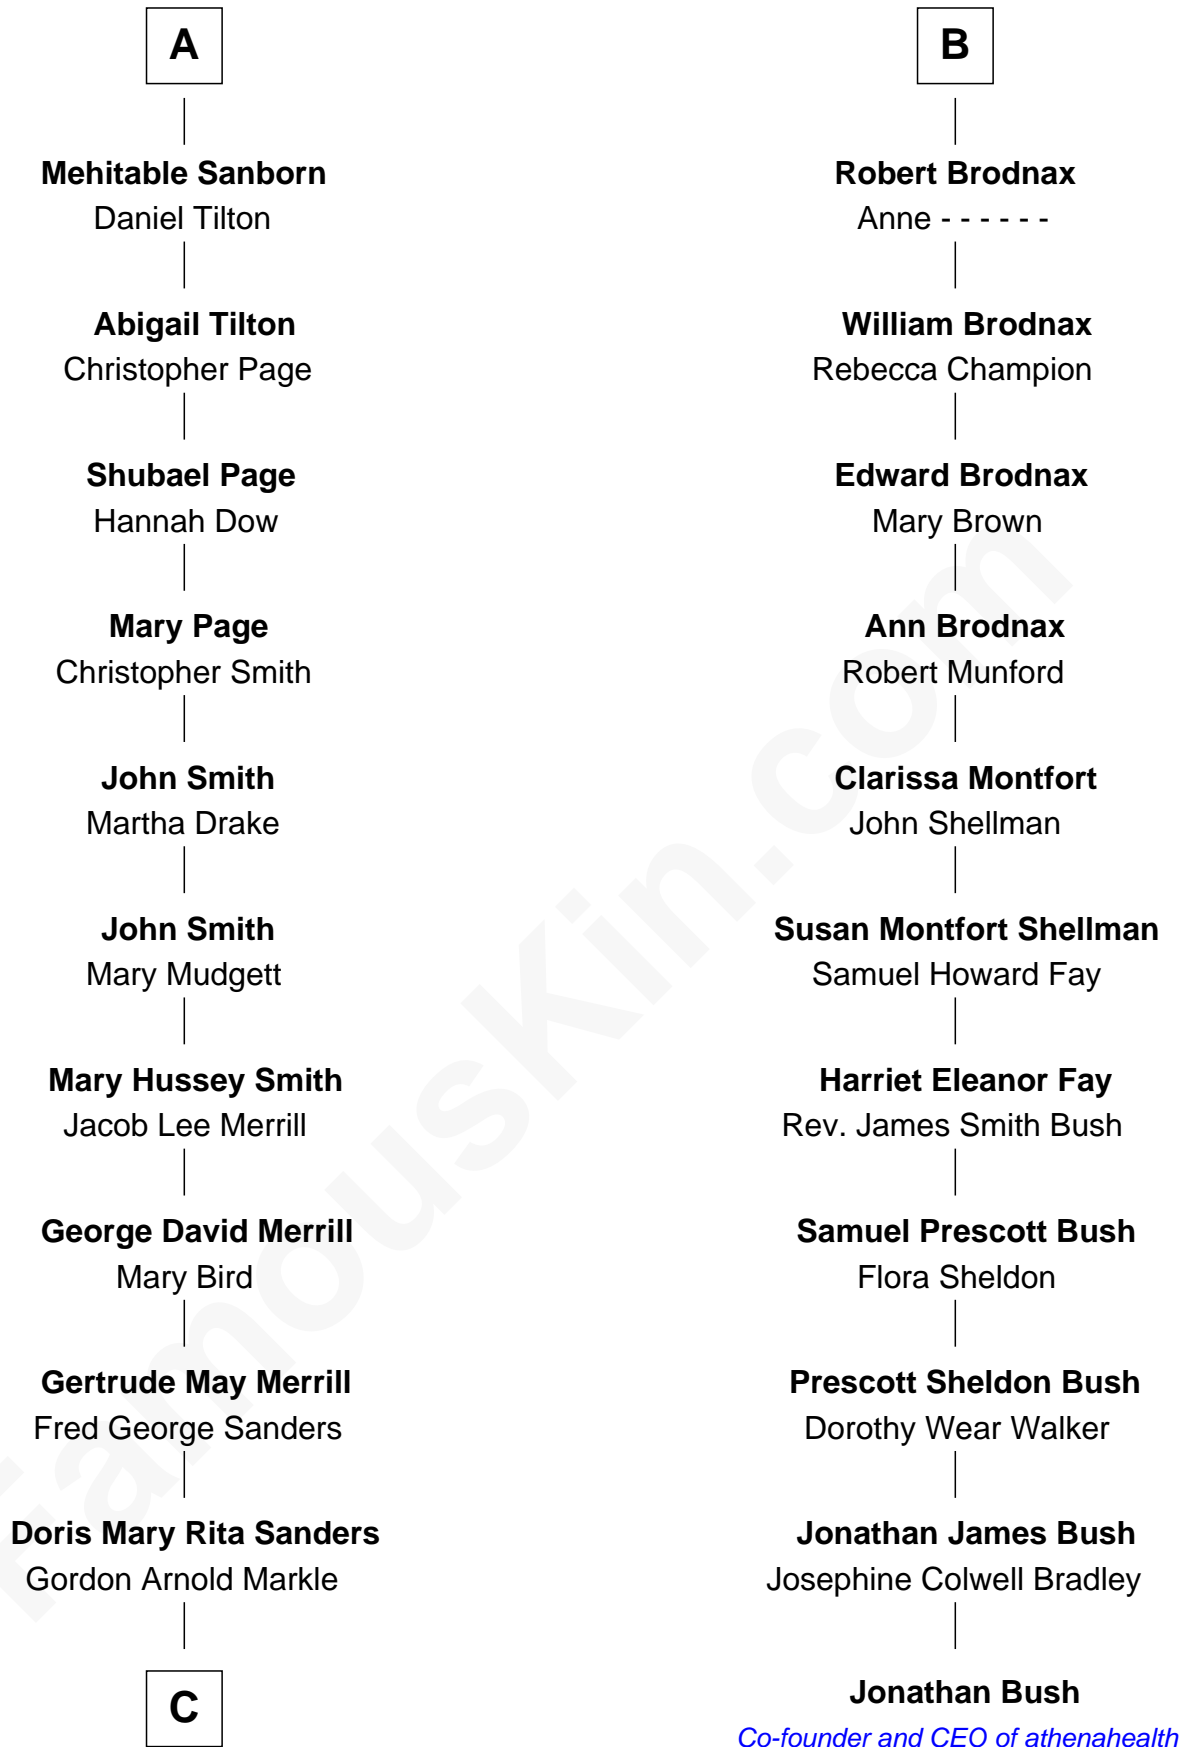 A
Mehitable Sanborn
Daniel Tilton
Abigail Tilton
Christopher Page
Shubael Page
Hannah Dow
Mary Page
Christopher Smith
John Smith
Martha Drake
John Smith
Mary Mudgett
Mary Hussey Smith
Jacob Lee Merrill
George David Merrill
Mary Bird
Gertrude May Merrill
Fred George Sanders
Doris Mary Rita Sanders
Gordon Arnold Markle
C
B
Robert Brodnax
Anne - - - - - -
William Brodnax
Rebecca Champion
Edward Brodnax
Mary Brown
Ann Brodnax
Robert Munford
Clarissa Montfort
John Shellman
Susan Montfort Shellman
Samuel Howard Fay
Harriet Eleanor Fay
Rev. James Smith Bush
Samuel Prescott Bush
Flora Sheldon
Prescott Sheldon Bush
Dorothy Wear Walker
Jonathan James Bush
Josephine Colwell Bradley
Jonathan Bush
Co-founder and CEO of athenahealth
FamousKin.com